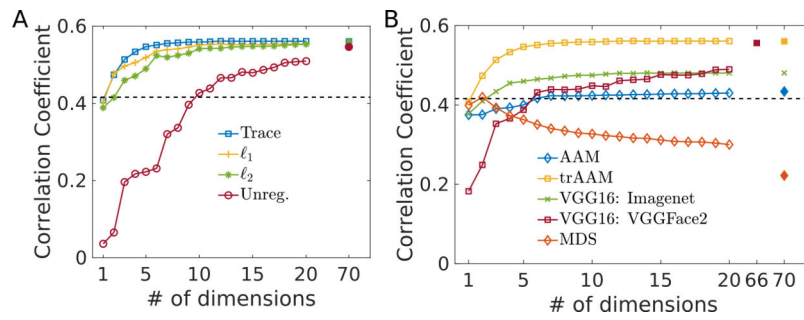 A
Correlation Coefficient
0.6
0.4
0.2
0
Trace
ℓ1
ℓ2
Unreg.
1 5 10 15 20 70
# of dimensions
B
Correlation Coefficient
0.6
0.4
0.2
0
AAM
trAAM
VGG16: Imagenet
VGG16: VGGFace2
MDS
1 5 10 15 20 66 70
# of dimensions